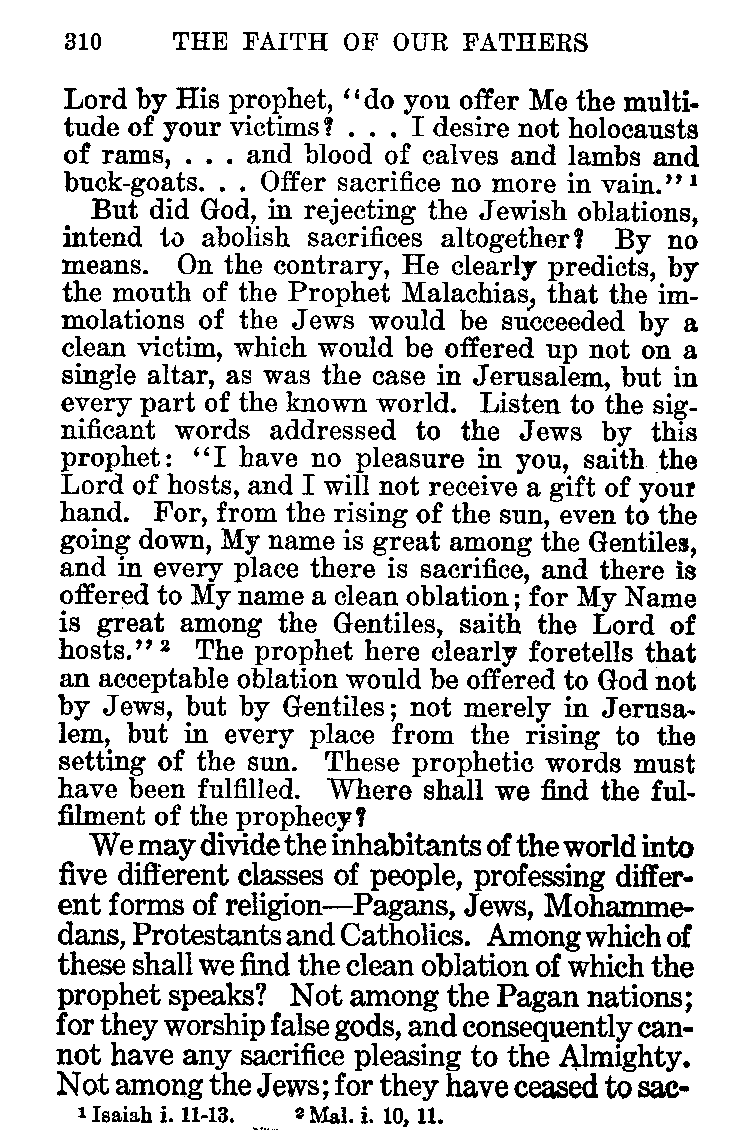 310 THE FAITH OF OUR FATHERS
Lord by His prophet, "do you offer Me the multi-
tude of your victims? . . . I desire not holocausts
of rams, . . . and blood of calves and lambs and
buck-goats. . . Offer sacrifice no more in vain." 1
But did God, in rejecting the Jewish oblations,
intend to abolish sacrifices altogether? By no
means. On the contrary, He clearly predicts, by
the mouth of the Prophet Malachias, that the im-
molations of the Jews would be succeeded by a
clean victim, which would be offered up not on a
single altar, as was the case in Jerusalem, but in
every part of the known world. Listen to the sig-
nificant words addressed to the Jews by this
prophet: "I have no pleasure in you, saith the
Lord of hosts, and I will not receive a gift of your
hand. For, from the rising of the sun, even to the
going down, My name is great among the Gentiles,
and in every place there is sacrifice, and there is
offered to My name a clean oblation; for My Name
is great among the Gentiles, saith the Lord of
hosts." 2 The prophet here clearly foretells that
an acceptable oblation would be offered to God not
by Jews, but by Gentiles; not merely in Jerusa-
lem, but in every place from the rising to the
setting of the sun. These prophetic words must
have been fulfilled. Where shall we find the ful-
filment of the prophecy?
We may divide the inhabitants of the world into
five different classes of people, professing differ-
ent forms of religion—Pagans, Jews, Mohamme-
dans, Protestants and Catholics. Among which of
these shall we find the clean oblation of which the
prophet speaks? Not among the Pagan nations;
for they worship false gods, and consequently can-
not have any sacrifice pleasing to the Almighty.
Not among the Jews; for they have ceased to sac-
1 Isaiah i. 11-13. 2 Mal. i. 10, 11.